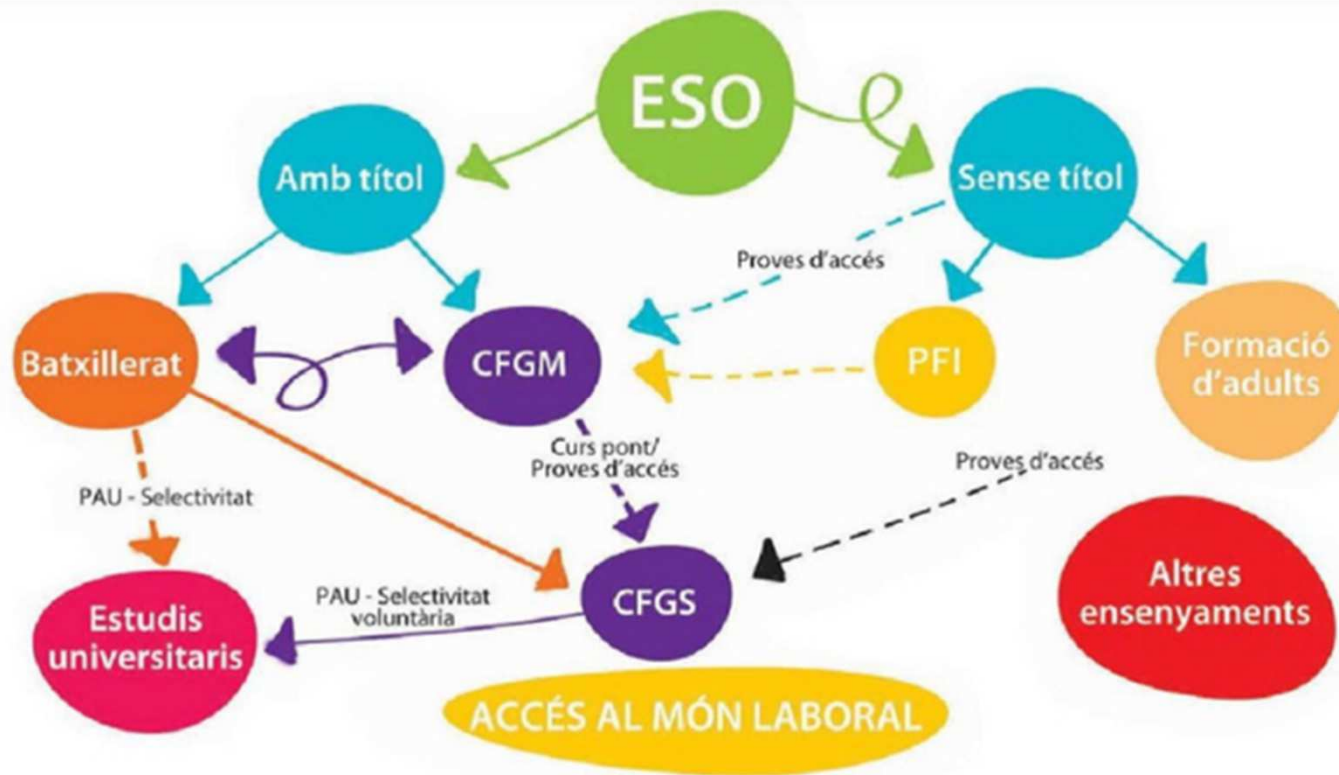 ESO
Amb títol
Sense títol
Proves d'accés
Batxillerat
CFGM
PFI
Formació
d'adults
Curs pont/
Proves d'accés
Proves d'accés
PAU - Selectivitat
Altres
ensenyaments
PAU - Selectivitat
voluntària
CFGS
Estudis
universitaris
ACCÉS AL MÓN LABORAL